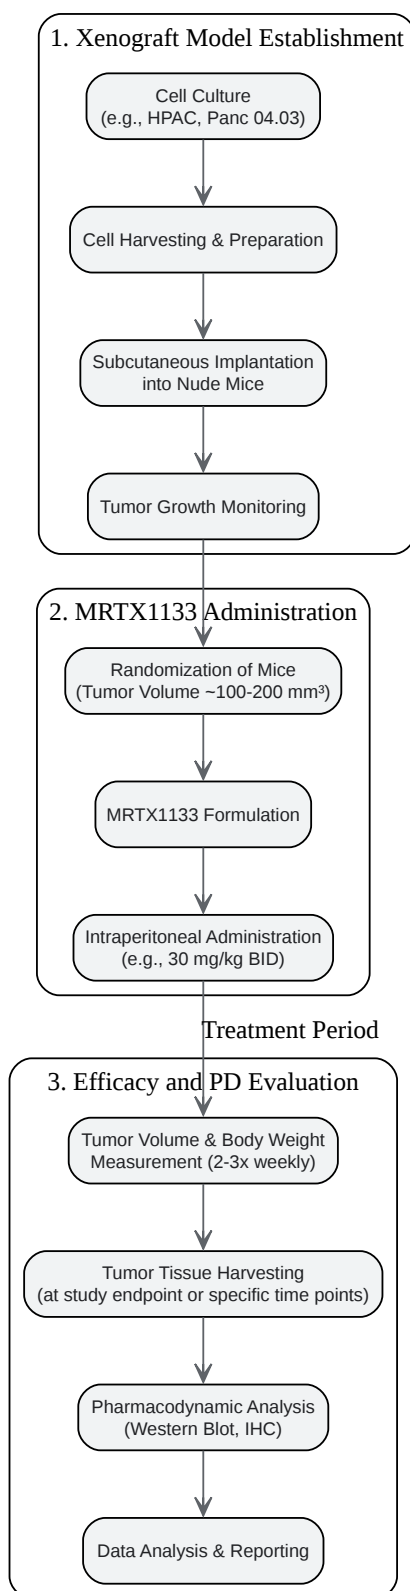 1. Xenograft Model Establishment
Cell Culture
(e.g., HPAC, Panc 04.03)
Cell Harvesting & Preparation
Subcutaneous Implantation
into Nude Mice
Tumor Growth Monitoring
2. MRTX1133 Administration
Randomization of Mice
(Tumor Volume ~100-200 mm³)
MRTX1133 Formulation
Intraperitoneal Administration
(e.g., 30 mg/kg BID)
Treatment Period
3. Efficacy and PD Evaluation
Tumor Volume & Body Weight
Measurement (2-3x weekly)
Tumor Tissue Harvesting
(at study endpoint or specific time points)
Pharmacodynamic Analysis
(Western Blot, IHC)
Data Analysis & Reporting